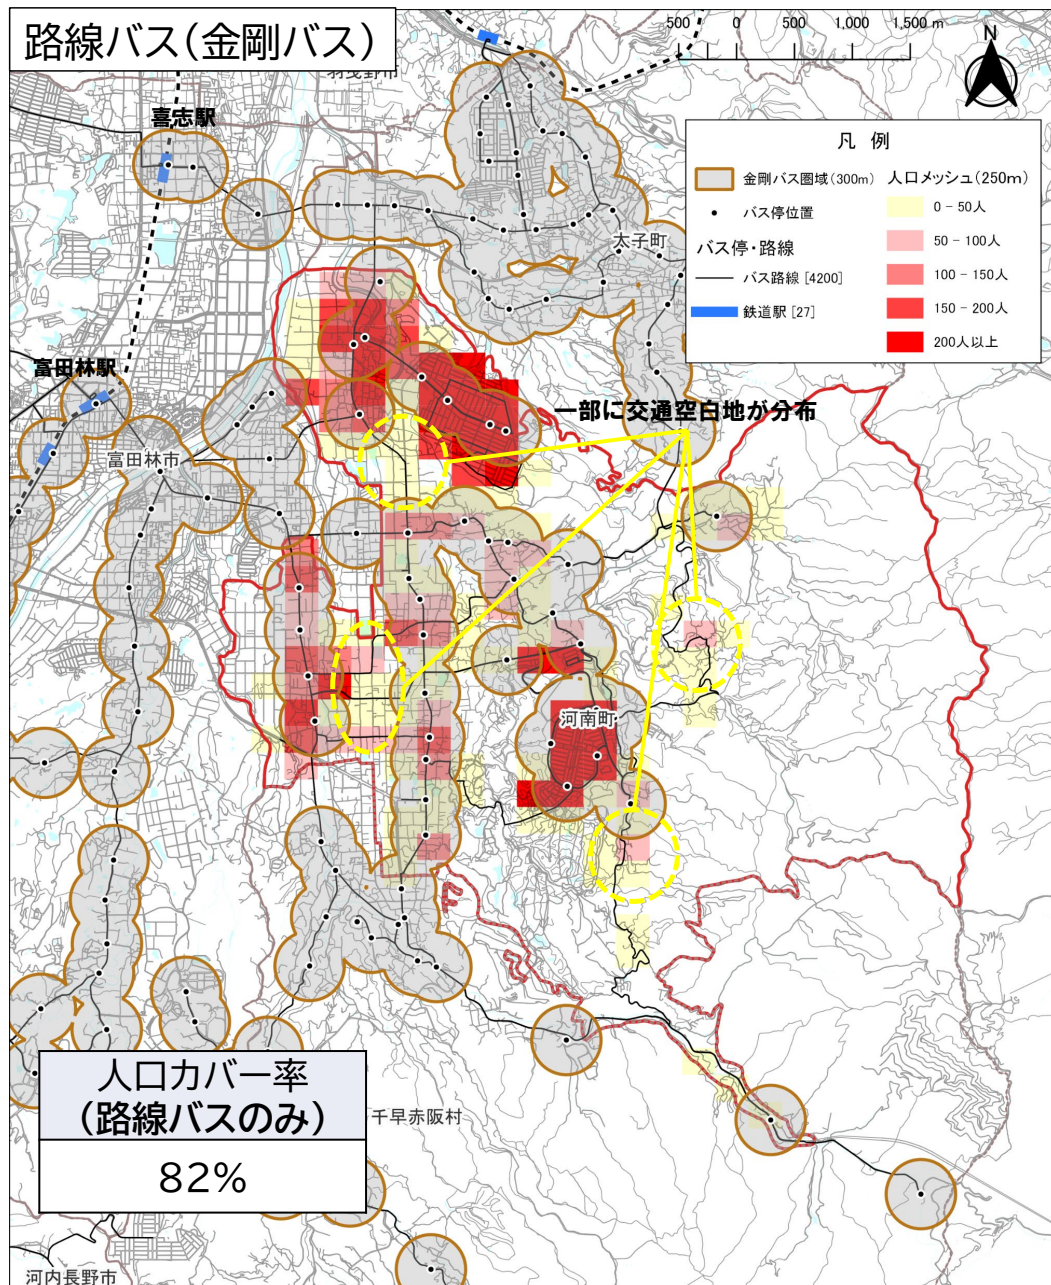 路線バス(金剛バス)
羽曳野市
500 0 500 1,000 1,500 m
N
喜志駅
凡 例
金剛バス圏域(300m)
バス停位置
バス停・路線
バス路線 [4200]
鉄道駅 [27]
人口メッシュ(250m)
0 - 50人
50 - 100人
100 - 150人
150 - 200人
200人以上
太子町
富田林駅
一部に交通空白地が分布
富田林市
河南町
人口カバー率
(路線バスのみ)
82%
千早赤阪村
河内長野市